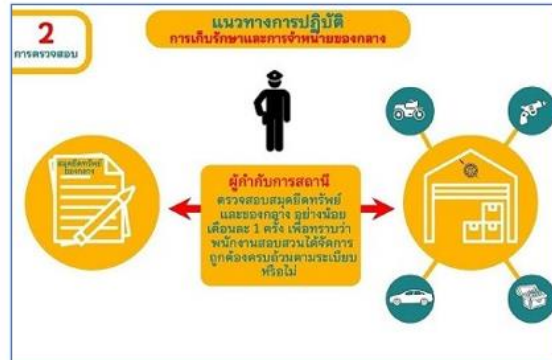 2
การตรวจสอบ
แนวทางการปฏิบัติ
การเก็บรักษาและการจำหน่ายของกลาง
สมุดยึดทรัพย์
ของกลาง
ผู้กำกับการสถานี
ตรวจสอบสมุดยึดทรัพย์
และของกลาง อย่างน้อย
เดือนละ 1 ครั้ง เพื่อทราบว่า
พนักงานสอบสวนได้จัดการ
ถูกต้องครบถ้วนตามระเบียบ
หรือไม่